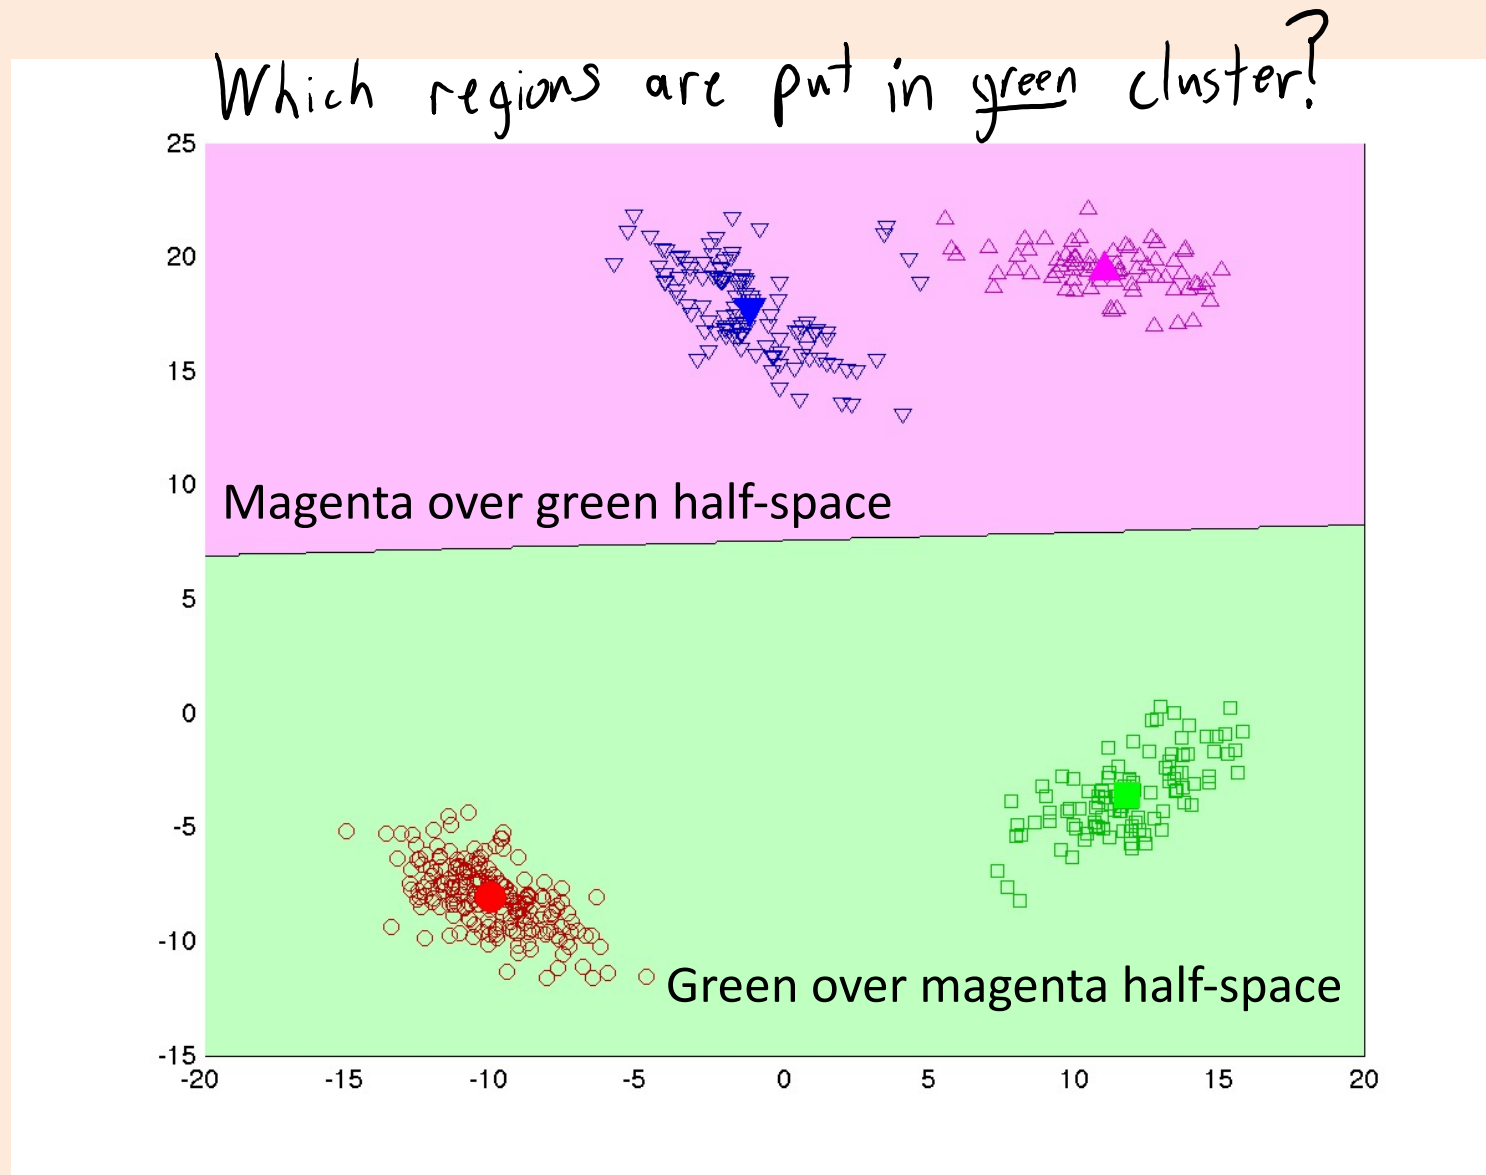 Which regions are put in green cluster?
25
20
15
10
Magenta over green half-space
5
0
-5
-10
Green over magenta half-space
-15
-20 -15 -10 -5 0 5 10 15 20